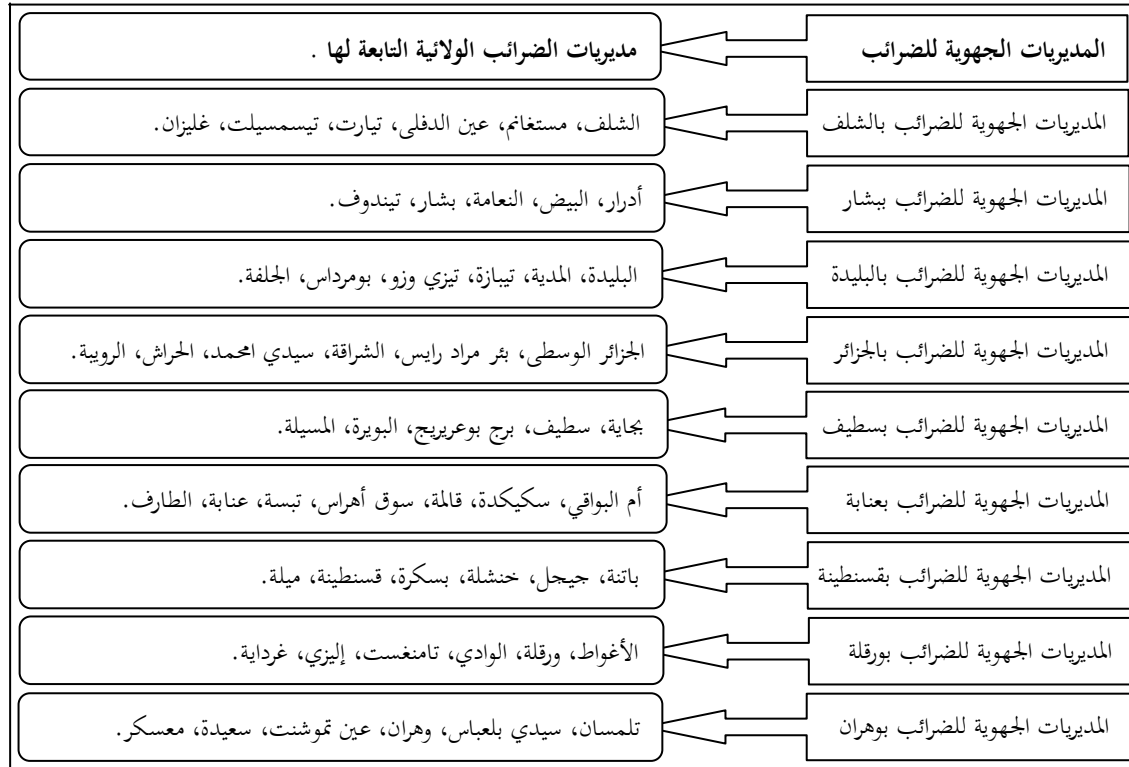 المديريات الجهوية للضرائب
مديريات الضرائب الولائية التابعة لها .
المديريات الجهوية للضرائب بالشلف
الشلف، مستغانم، عين الدفلى، تيارت، تيسمسيلت، غليزان.
المديريات الجهوية للضرائب ببشار
أدرار، البيض، النعامة، بشار، تيندوف.
المديريات الجهوية للضرائب بالبليدة
البليدة، المدية، تيبازة، تيزي وزو، بومرداس، الجلفة.
المديريات الجهوية للضرائب بالجزائر
الجزائر الوسطى، بئر مراد رايس، الشراقة، سيدي امحمد، الحراش، الرويبة.
المديريات الجهوية للضرائب بسطيف
بجاية، سطيف، برج بوعريريج، البويرة، المسيلة.
المديريات الجهوية للضرائب بعنابة
أم البواقي، سكيكدة، قالمة، سوق أهراس، تبسة، عنابة، الطارف.
المديريات الجهوية للضرائب بقسنطينة
باتنة، جيجل، خنشلة، بسكرة، قسنطينة، ميلة.
المديريات الجهوية للضرائب بورقلة
الأغواط، ورقلة، الوادي، تامنغست، إليزي، غرداية.
المديريات الجهوية للضرائب بوهران
تلمسان، سيدي بلعباس، وهران، عين تموشنت، سعيدة، معسكر.